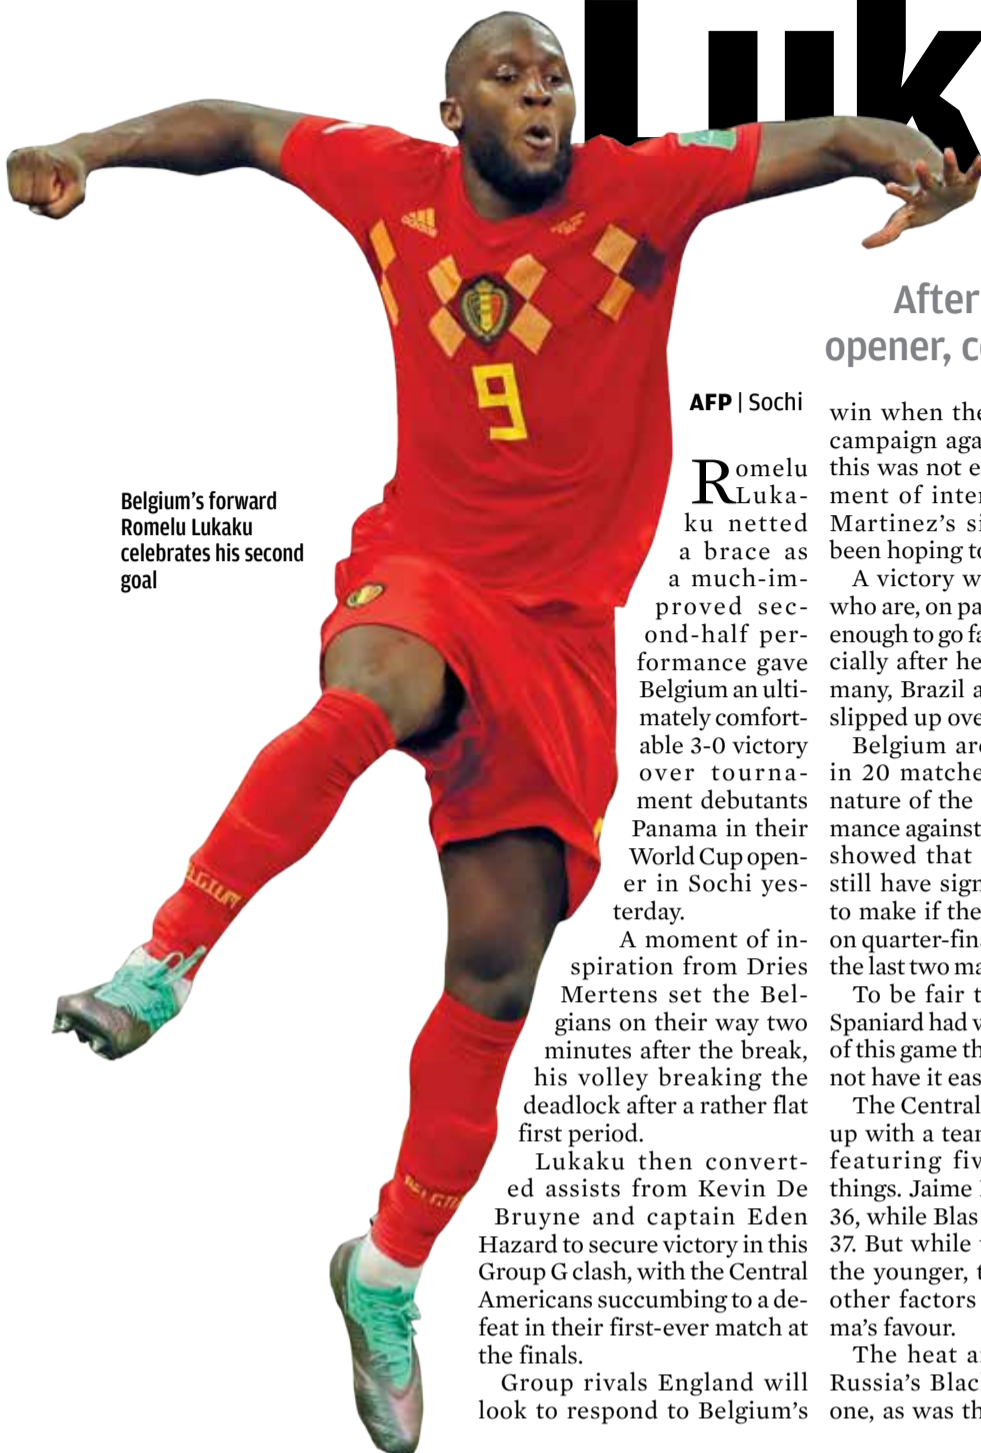 Luk
adidas
9
BELGIUM
After
opener, c
Belgium's forward
Romelu Lukaku
celebrates his second
goal
AFP | Sochi
Romelu
Luka-
ku netted
a brace as
a much-im-
proved sec-
ond-half per-
formance gave
Belgium an ulti-
mately comfort-
able 3-0 victory
over tourna-
ment debutants
Panama in their
World Cup open-
er in Sochi yes-
terday.
A moment of in-
spiration from Dries
Mertens set the Bel-
gians on their way two
minutes after the break,
his volley breaking the
deadlock after a rather flat
first period.
Lukaku then convert-
ed assists from Kevin De
Bruyne and captain Eden
Hazard to secure victory in this
Group G clash, with the Central
Americans succumbing to a de-
feat in their first-ever match at
the finals.
Group rivals England will
look to respond to Belgium's
win when the
campaign aga
this was not e
ment of inter
Martinez's si
been hoping to
A victory w
who are, on pa
enough to go fa
cially after he
many, Brazil a
slipped up ove
Belgium are
in 20 matche
nature of the
mance against
showed that
still have sign
to make if the
on quarter-fina
the last two ma
To be fair t
Spaniard had v
of this game th
not have it eas
The Central
up with a team
featuring fiv
things. Jaime
36, while Blas
37. But while
the younger, t
other factors
ma's favour.
The heat a
Russia's Blac
one, as was th